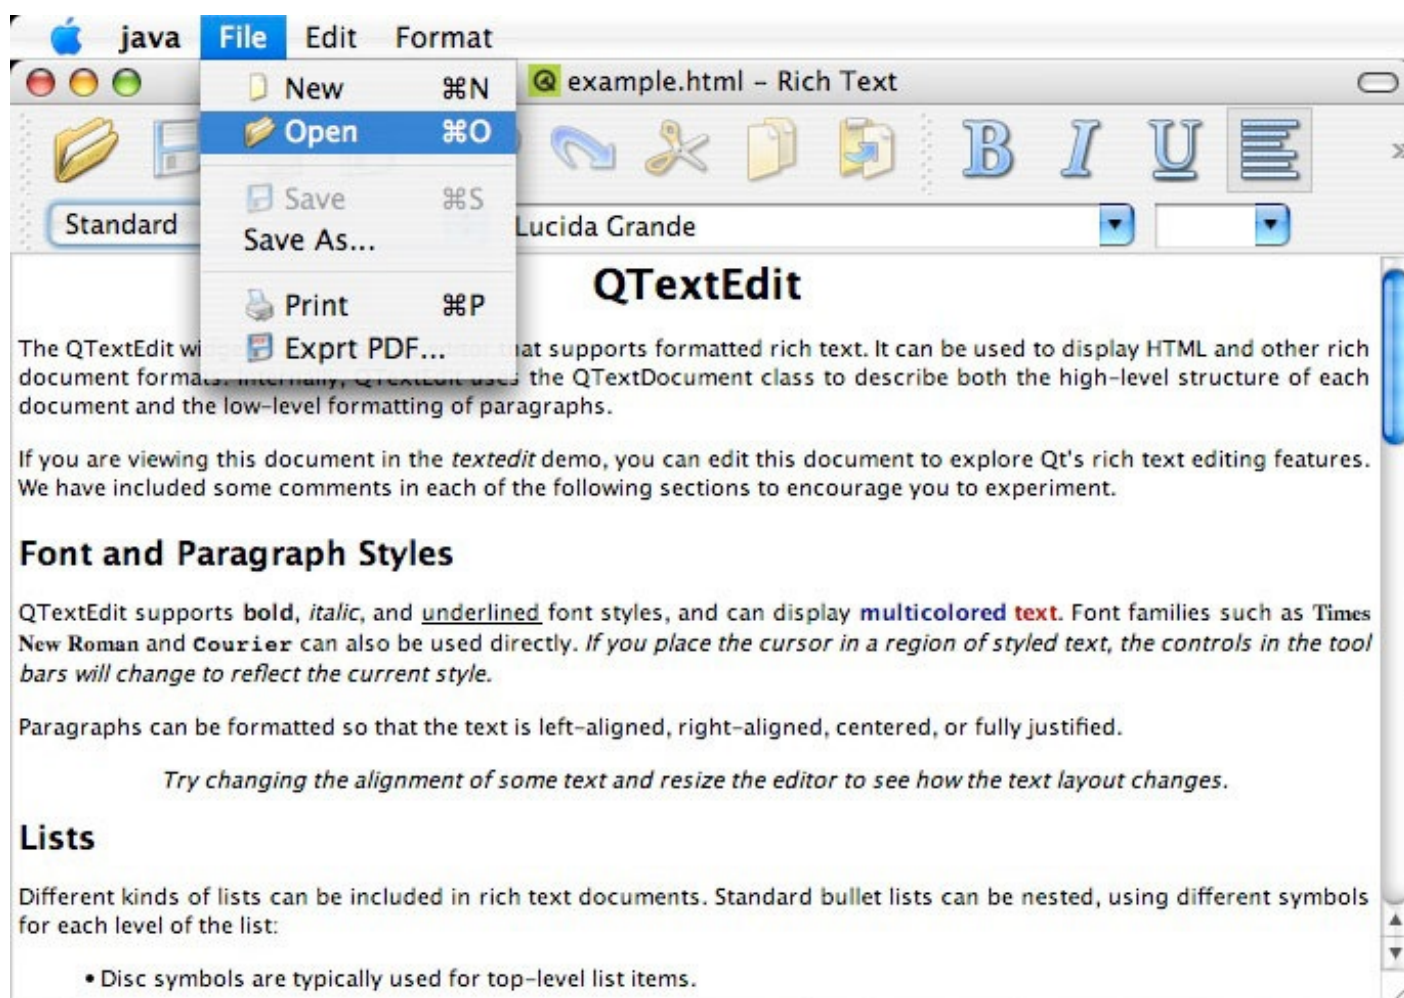 java File Edit Format
example.html – Rich Text
New ⌘N
Open ⌘O
Save ⌘S
Save As...
Print ⌘P
Exprt PDF...
B I U
Standard
Lucida Grande
QTextEdit
The QTextEdit editor that supports formatted rich text. It can be used to display HTML and other rich
document formats. Internally, QTextEdit uses the QTextDocument class to describe both the high-level structure of each
document and the low-level formatting of paragraphs.
If you are viewing this document in the textedit demo, you can edit this document to explore Qt's rich text editing features.
We have included some comments in each of the following sections to encourage you to experiment.
Font and Paragraph Styles
QTextEdit supports bold, italic, and underlined font styles, and can display multicolored text. Font families such as Times
New Roman and Courier can also be used directly. If you place the cursor in a region of styled text, the controls in the tool
bars will change to reflect the current style.
Paragraphs can be formatted so that the text is left-aligned, right-aligned, centered, or fully justified.
Try changing the alignment of some text and resize the editor to see how the text layout changes.
Lists
Different kinds of lists can be included in rich text documents. Standard bullet lists can be nested, using different symbols
for each level of the list:
• Disc symbols are typically used for top-level list items.